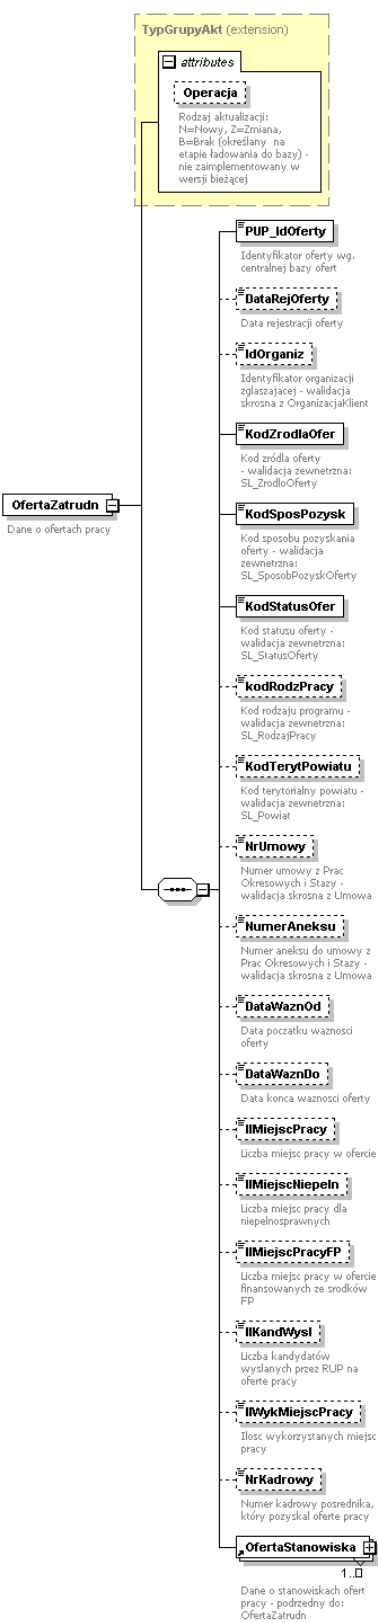 TypGrupyAkt (extension)
attributes
Operacja
Rodzaj aktualizacji:
N=Nowy, Z=Zmiana,
B=Brak (określany na
etapie ładowania do bazy) -
nie zaimplementowany w
wersji bieżącej
PUP_IdOferty
Identyfikator oferty wg.
centralnej bazy ofert
DataRejOferty
Data rejestracji oferty
IdOrganiz
Identyfikator organizacji
zglaszajacej - walidacja
skrosna z OrganizacjaKlient
KodZrodlaOfer
Kod zródla oferty
- walidacja zewnetrzna:
SL_ZrodloOferty
OfertaZatrudn
Dane o ofertach pracy
KodSposPozysk
Kod sposobu pozyskania
oferty - walidacja
zewnetrzna:
SL_SposobPozyskOferty
KodStatusOfer
Kod statusu oferty -
walidacja zewnetrzna:
SL_StatusOferty
kodRodzPracy
Kod rodzaju programu -
walidacja zewnetrzna:
SL_RodzajPracy
KodTerytPowiatu
Kod terytorialny powiatu -
walidacja zewnetrzna:
SL_Powiat
NrUmowy
Numer umowy z Prac
Okresowych i Stazy -
walidacja skrosna z Umowa
NumerAneksu
Numer aneksu do umowy z
Prac Okresowych i Stazy -
walidacja skrosna z Umowa
DataWaznOd
Data poczatku waznosci
oferty
DataWaznDo
Data konca waznosci oferty
IlMiejscPracy
Liczba miejsc pracy w ofercie
IlMiejscNiepeln
Liczba miejsc pracy dla
niepelnosprawnych
IlMiejscPracyFP
Liczba miejsc pracy w ofercie
finansowanych ze srodków
FP
IlKandWysl
Liczba kandydatów
wyslanych przez RUP na
oferte pracy
IlWykMiejscPracy
Ilosc wykorzystanych miejsc
pracy
NrKadrowy
Numer kadrowy posrednika,
który pozyskal oferte pracy
OfertaStanowiska
1..
Dane o stanowiskach ofert
pracy - podrzedny do:
OfertaZatrudn